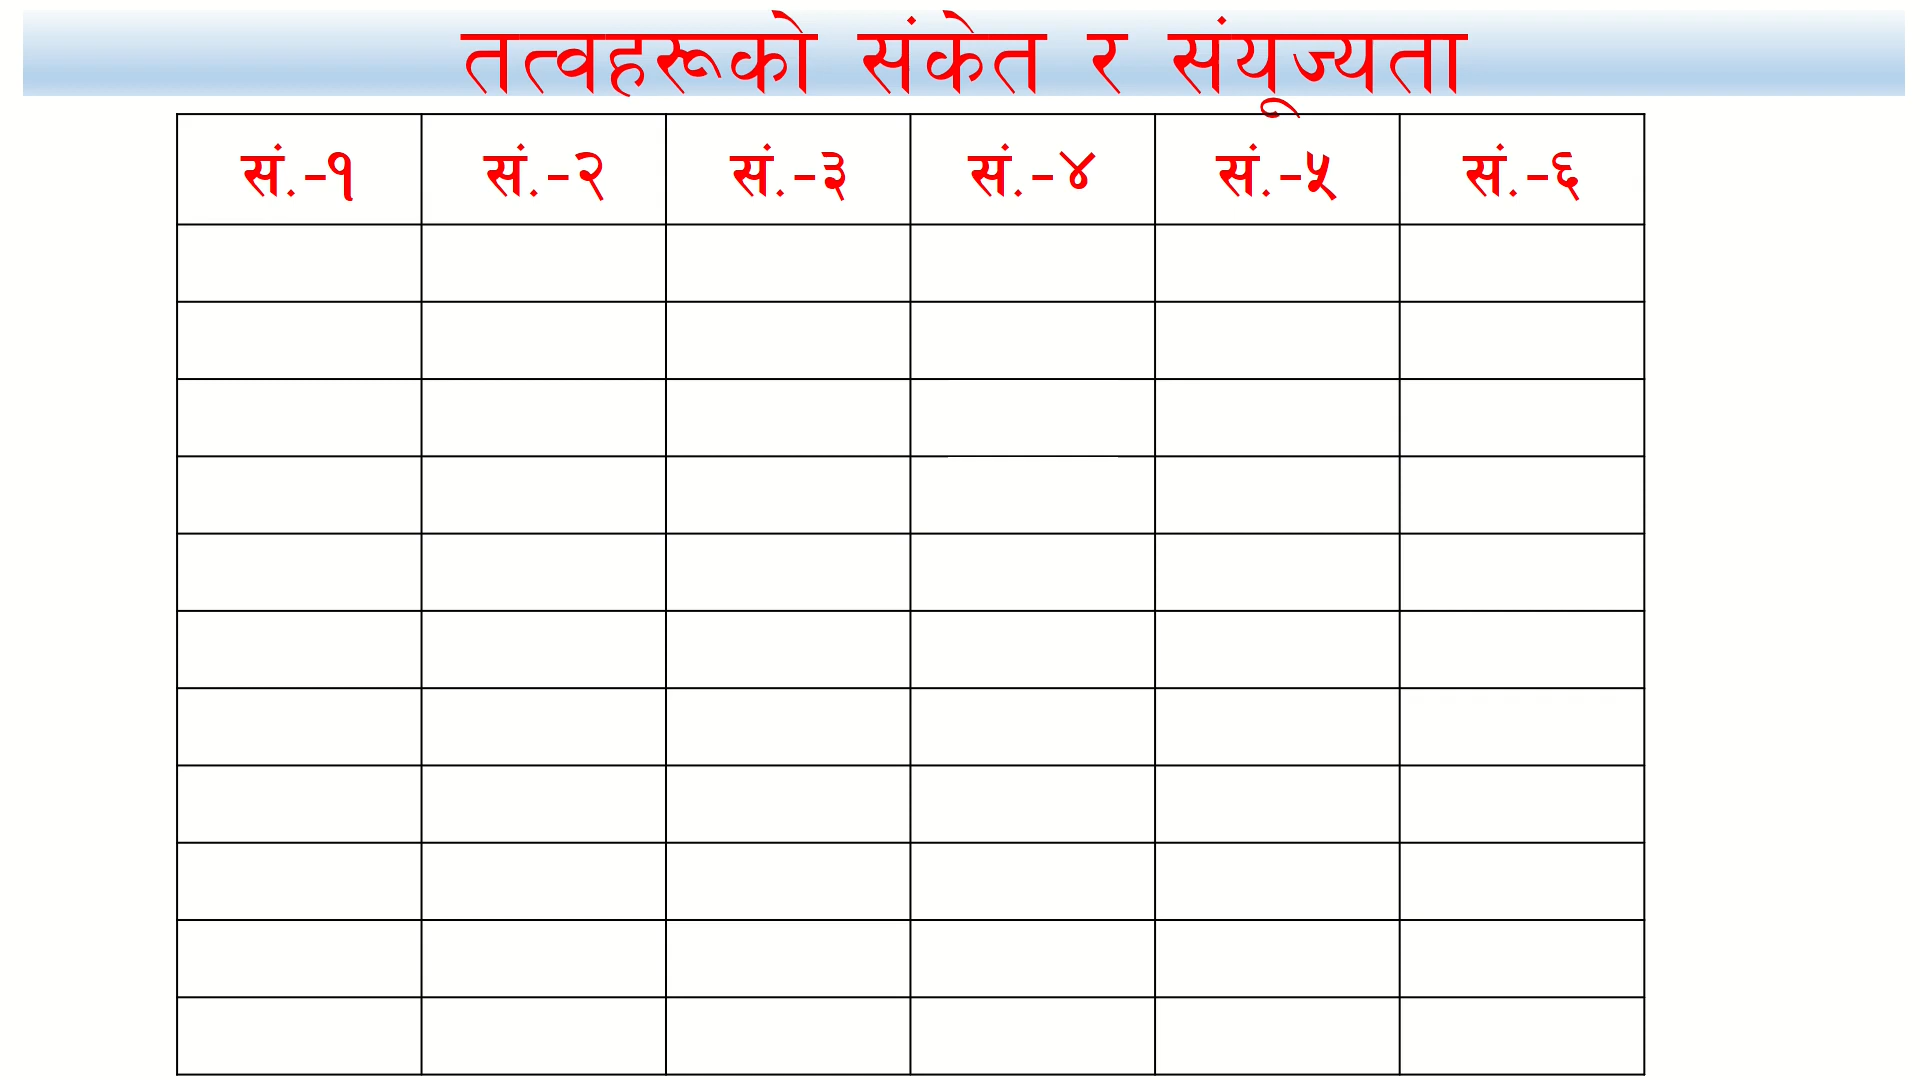 तत्वहरूको संकेत र संयूज्यता
सं.-१ सं.-२ सं.-३ सं.-४ सं.-५ सं.-६